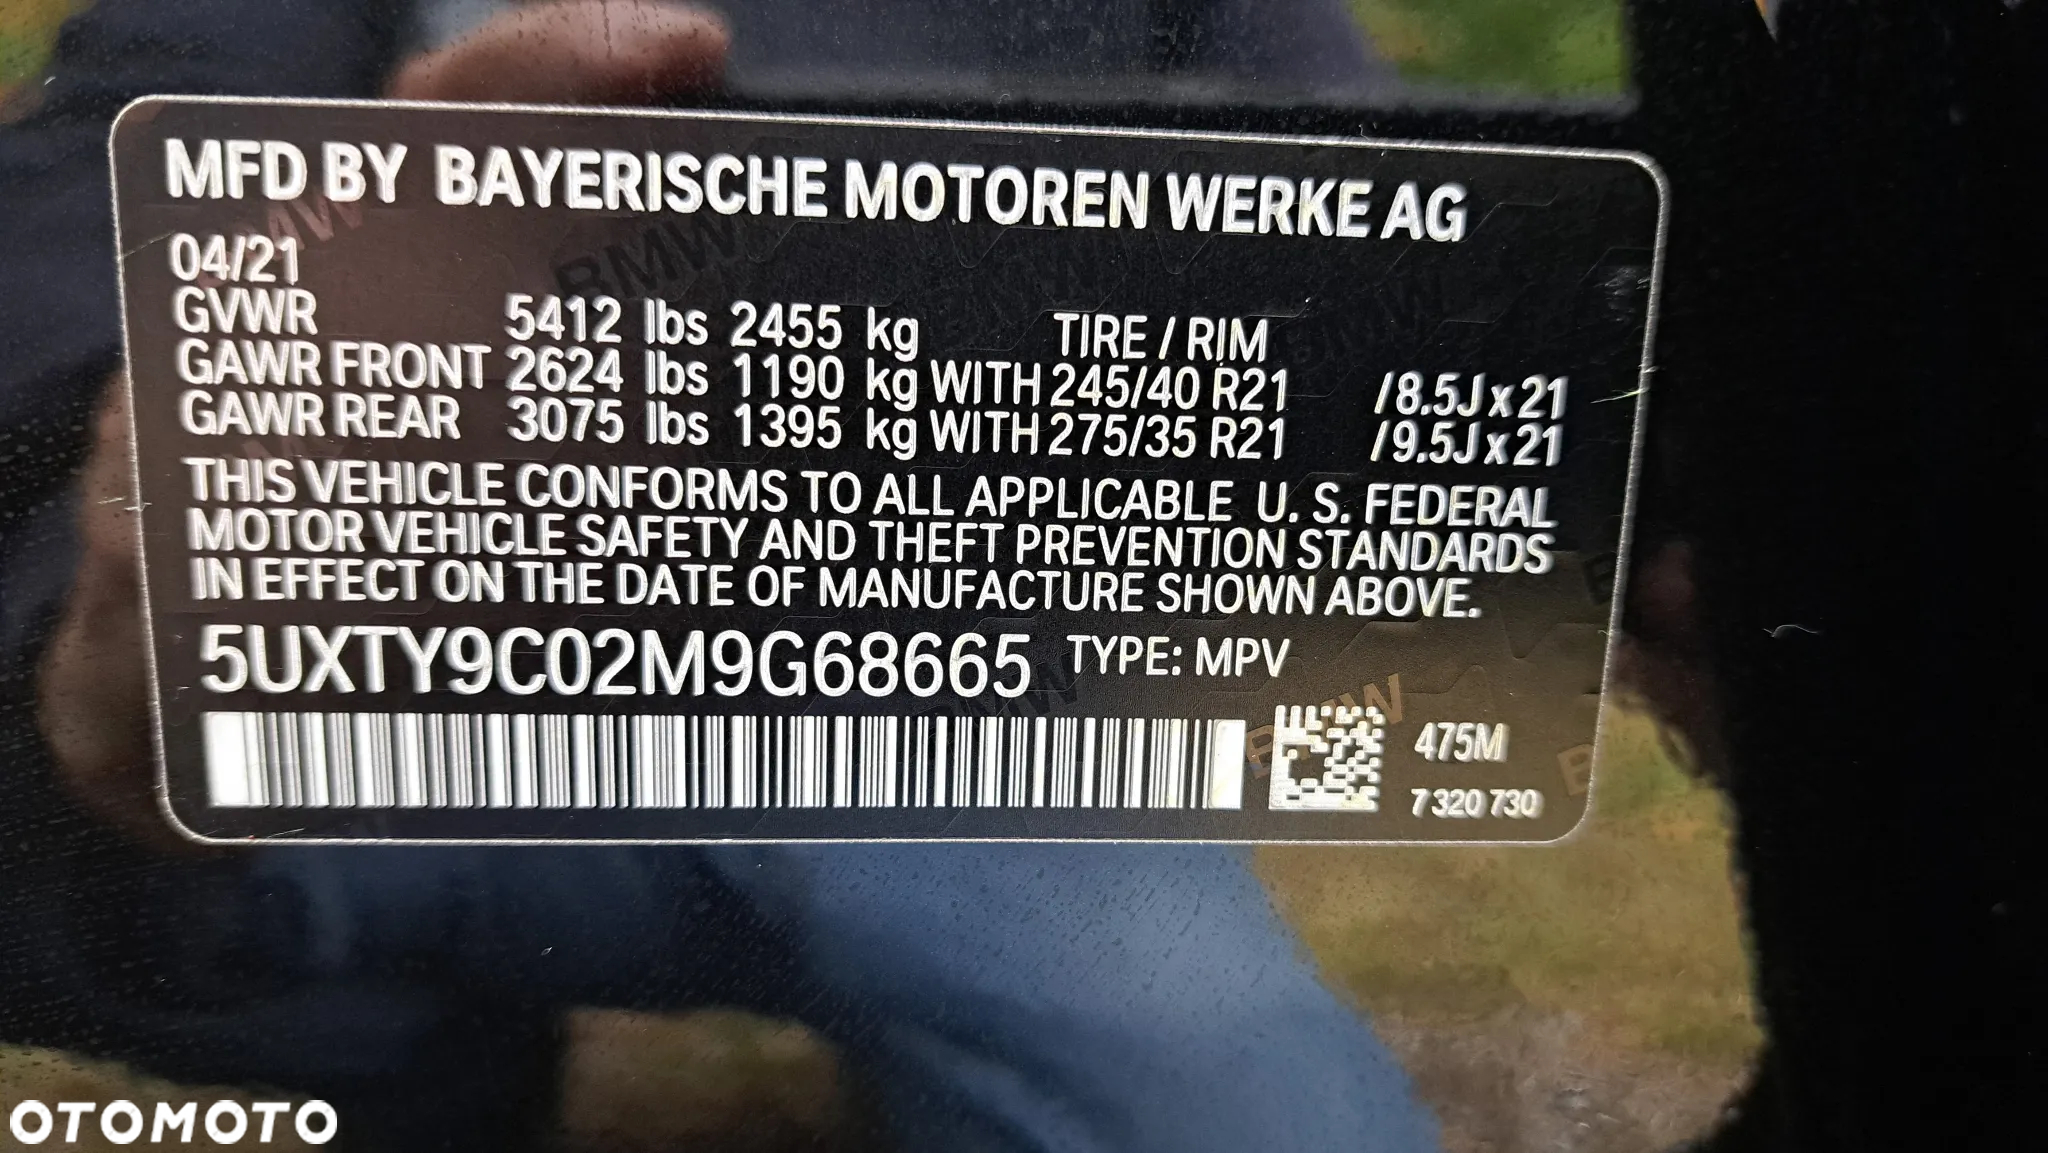 MFD BY BAYERISCHE MOTOREN WERKE AG
04/21
GVWR 5412 lbs 2455 kg TIRE / RIM
GAWR FRONT 2624 lbs 1190 kg WITH 245/40 R21 /8.5J x 21
GAWR REAR 3075 lbs 1395 kg WITH 275/35 R21 /9.5J x 21
THIS VEHICLE CONFORMS TO ALL APPLICABLE U. S. FEDERAL
MOTOR VEHICLE SAFETY AND THEFT PREVENTION STANDARDS
IN EFFECT ON THE DATE OF MANUFACTURE SHOWN ABOVE.
5UXTY9C02M9G68665 TYPE: MPV
475M
7 320 730
OTOMOTO